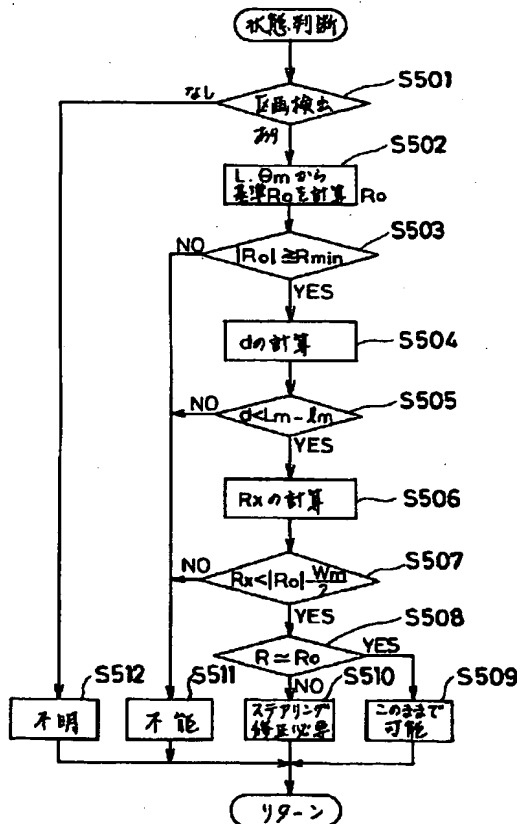 状態判断
S501
なし
区画検出
あり
S502
L. θmから
基準Roを計算
Ro
S503
NO
|Ro|≧Rmin
YES
dの計算
S504
S505
NO
d<Lm-lm
YES
Rxの計算
S506
S507
NO
Rx<|Ro|-Wm/2
YES
S508
R≃Ro
YES
NO
S512
S511
S510
S509
不明
不能
ステアリング
修正必要
このままで
可能
リターン